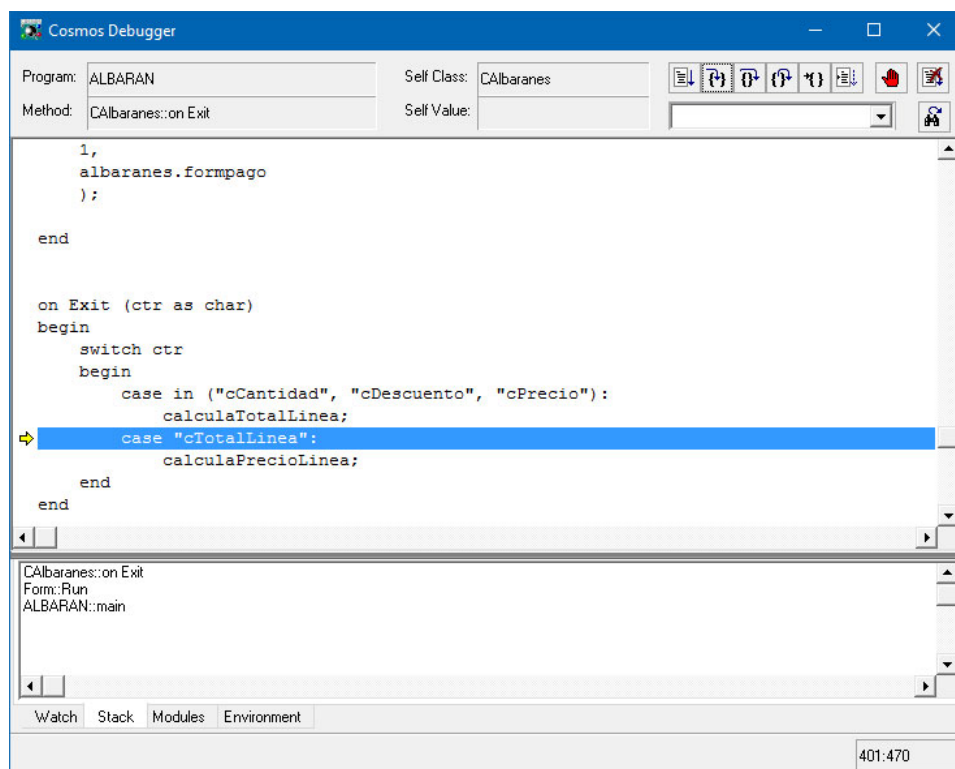 Cosmos Debugger
Program: ALBARAN Self Class: CAlbaranes
Method: CAlbaranes::on Exit Self Value:
1,
albaranes.formpago
);
end
on Exit (ctr as char)
begin
switch ctr
begin
case in ("cCantidad", "cDescuento", "cPrecio"):
calculaTotalLinea;
case "cTotalLinea":
calculaPrecioLinea;
end
end
CAlbaranes::on Exit
Form::Run
ALBARAN::main
Watch Stack Modules Environment
401:470